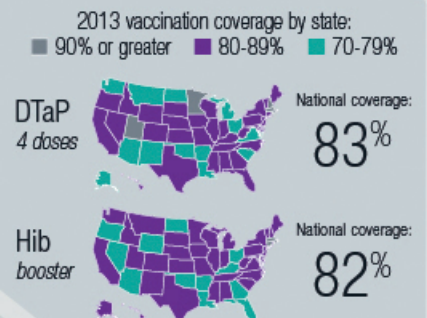 2013 vaccination coverage by state:
90% or greater 80-89% 70-79%
DTaP
4 doses
National coverage:
83%
Hib
booster
National coverage:
82%